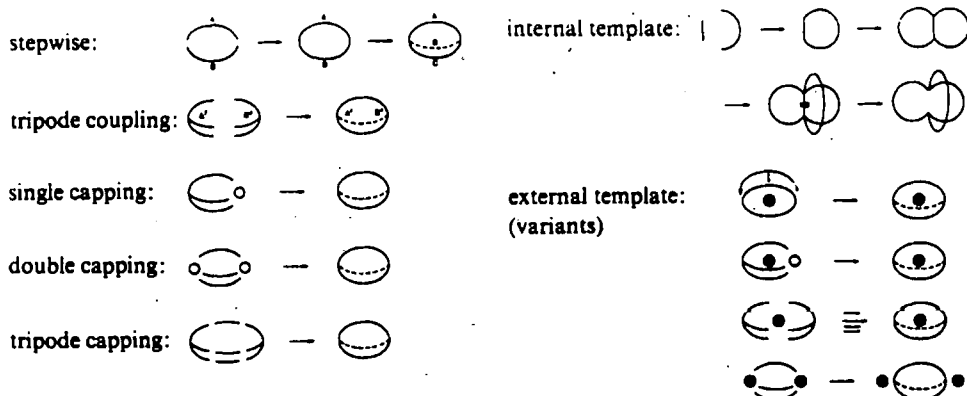 stepwise:
tripode coupling:
single capping:
double capping:
tripode capping:
internal template:
external template:
(variants)